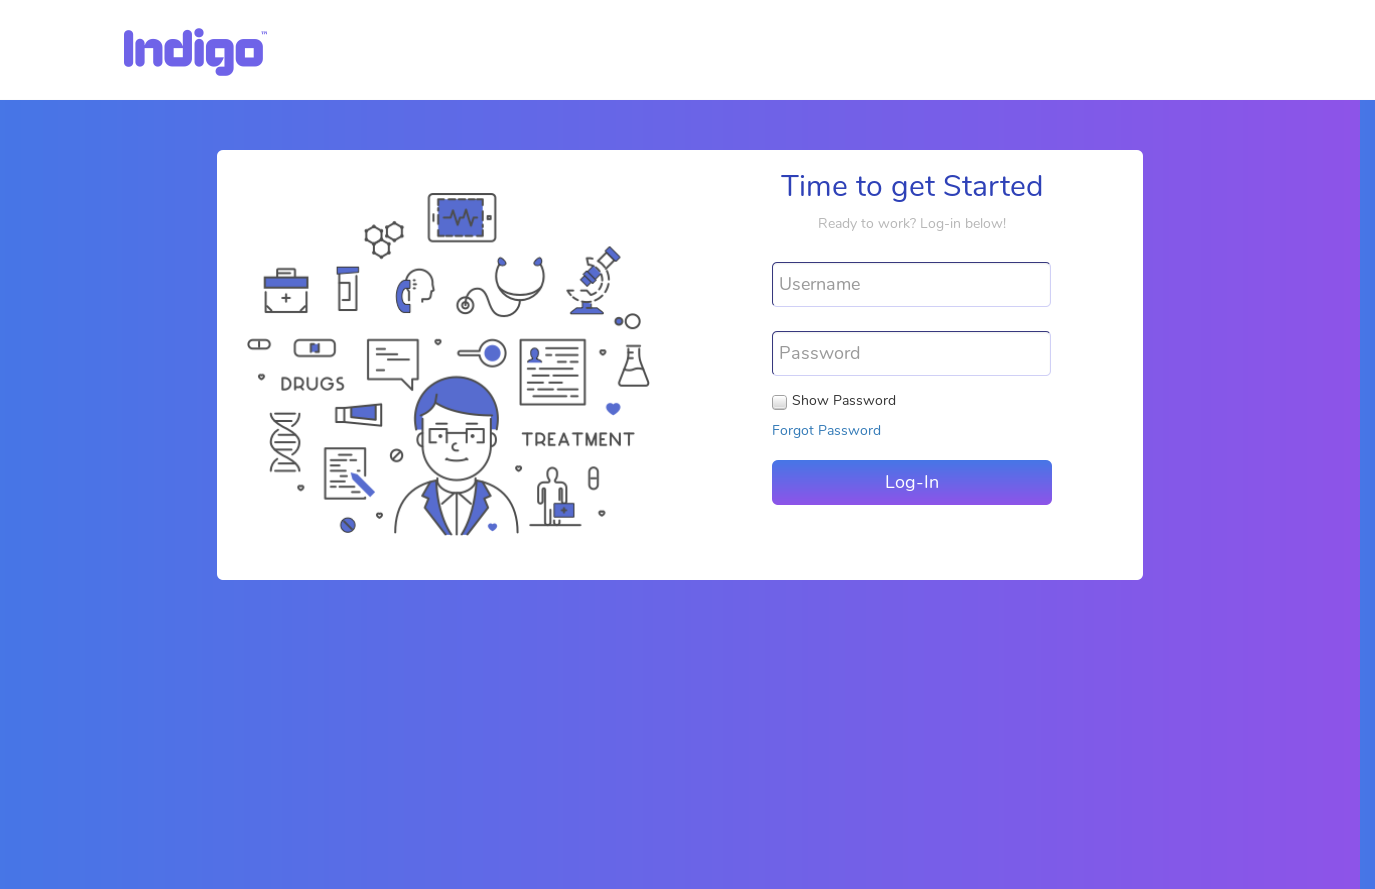 Indigo™
Time to get Started
Ready to work? Log-in below!
Username
Password
Show Password
Forgot Password
Log-In
DRUGS
TREATMENT